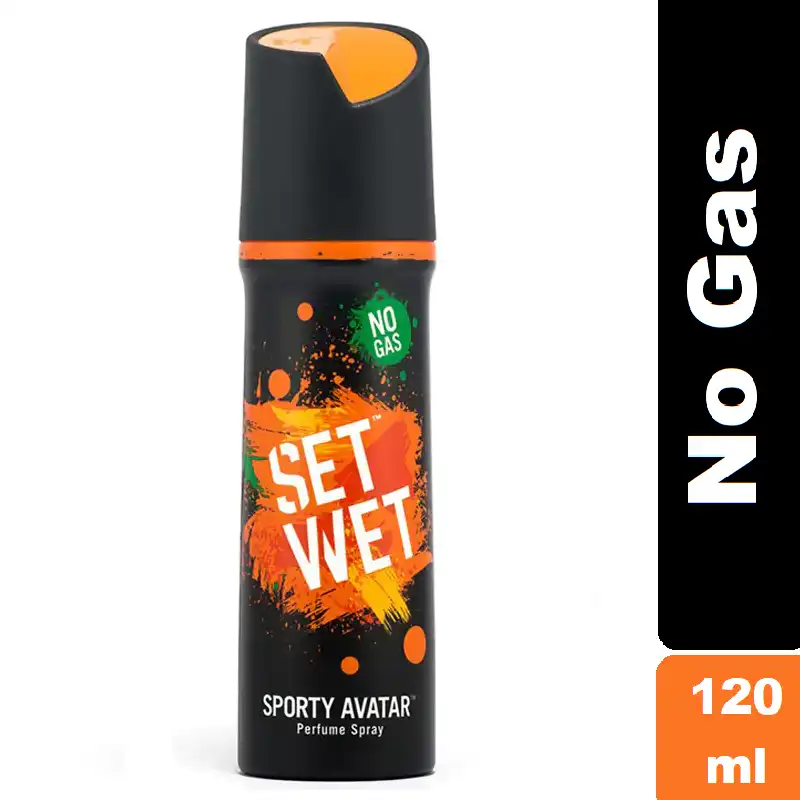 NO
GAS
SET™
WET
SPORTY AVATAR™
Perfume Spray
No Gas
120
ml